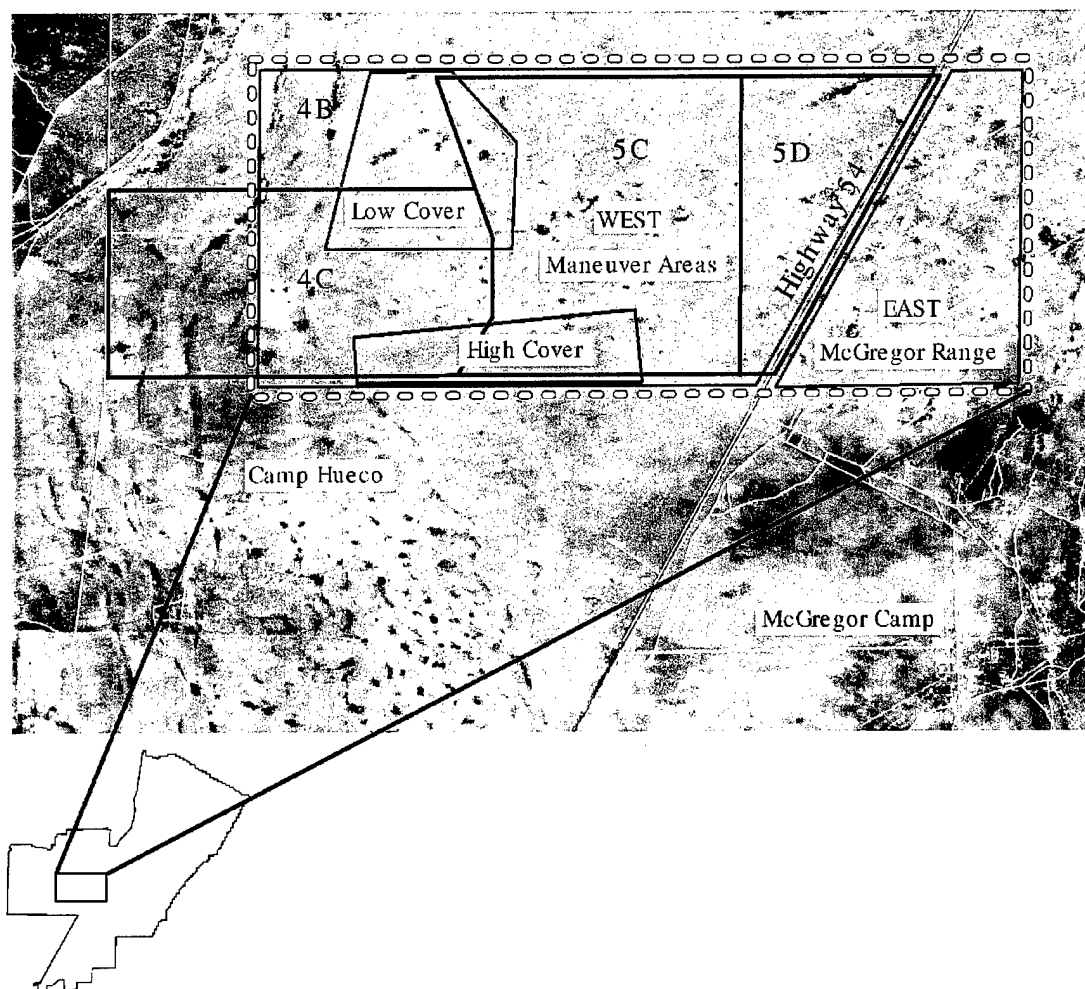 4B
5C
5D
Low Cover
WEST
Highway 54
Maneuver Areas
4C
EAST
High Cover
McGregor Range
Camp Hueco
McGregor Camp